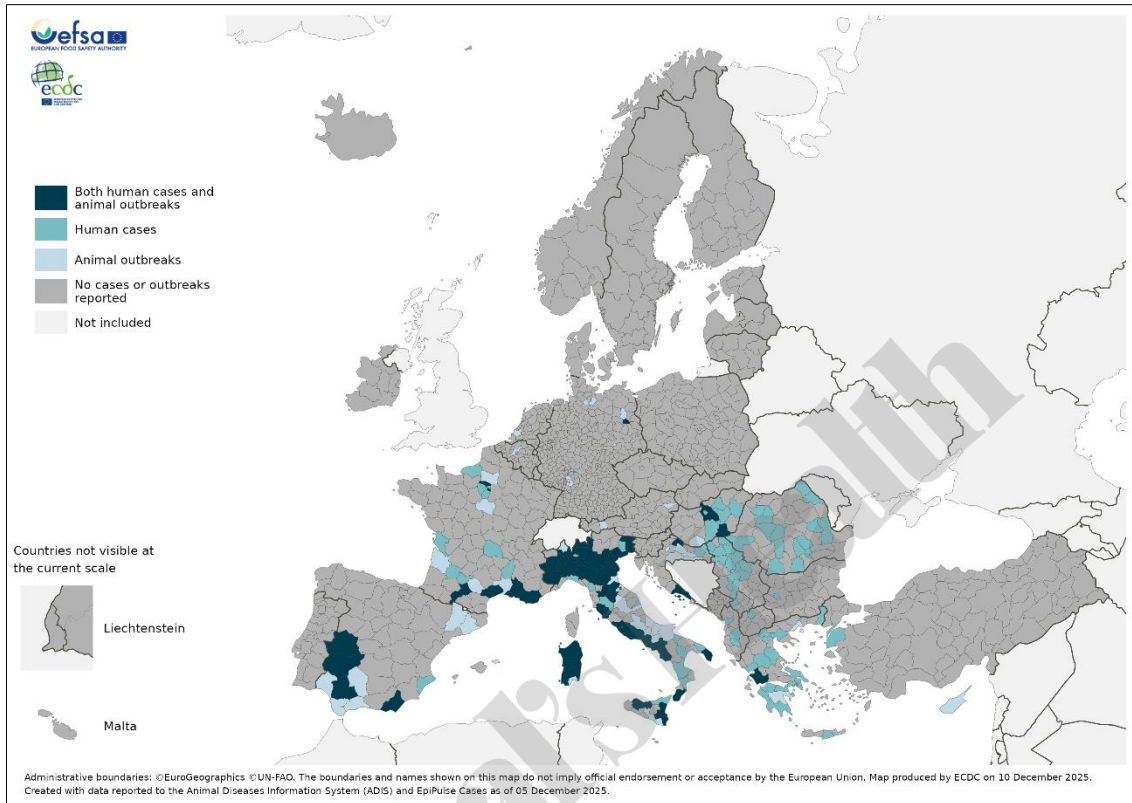 efsa
EUROPEAN FOOD SAFETY AUTHORITY
ecdc
Both human cases and
animal outbreaks
Human cases
Animal outbreaks
No cases or outbreaks
reported
Not included
Countries not visible at
the current scale
Liechtenstein
Malta
Administrative boundaries: ©EuroGeographics ©UN-FAO. The boundaries and names shown on this map do not imply official endorsement or acceptance by the European Union. Map produced by ECDC on 10 December 2025.
Created with data reported to the Animal Diseases Information System (ADIS) and EpiPulse Cases as of 05 December 2025.